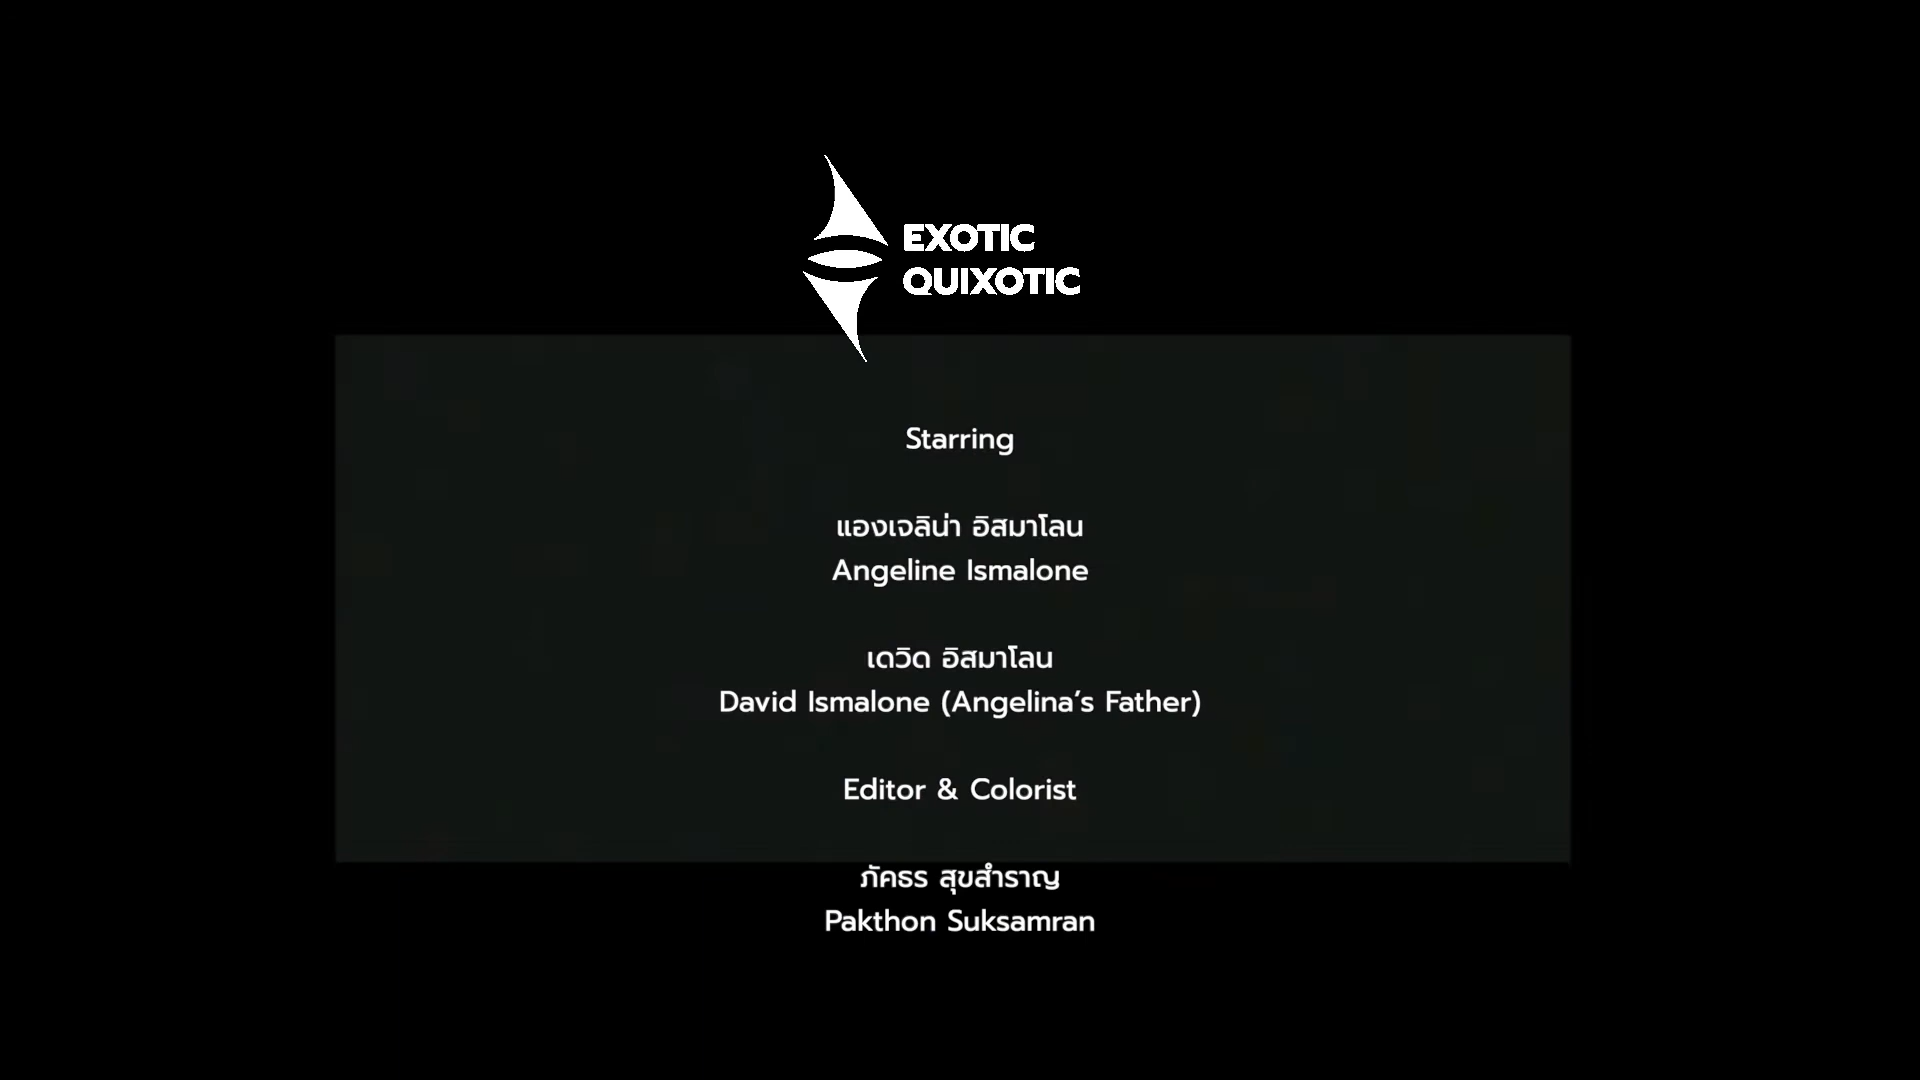 EXOTIC
QUIXOTIC
Starring
แองเจลิน่า อิสมาโลน
Angeline Ismalone
เดวิด อิสมาโลน
David Ismalone (Angelina’s Father)
Editor & Colorist
ภัคธร สุขสำราญ
Pakthon Suksamran